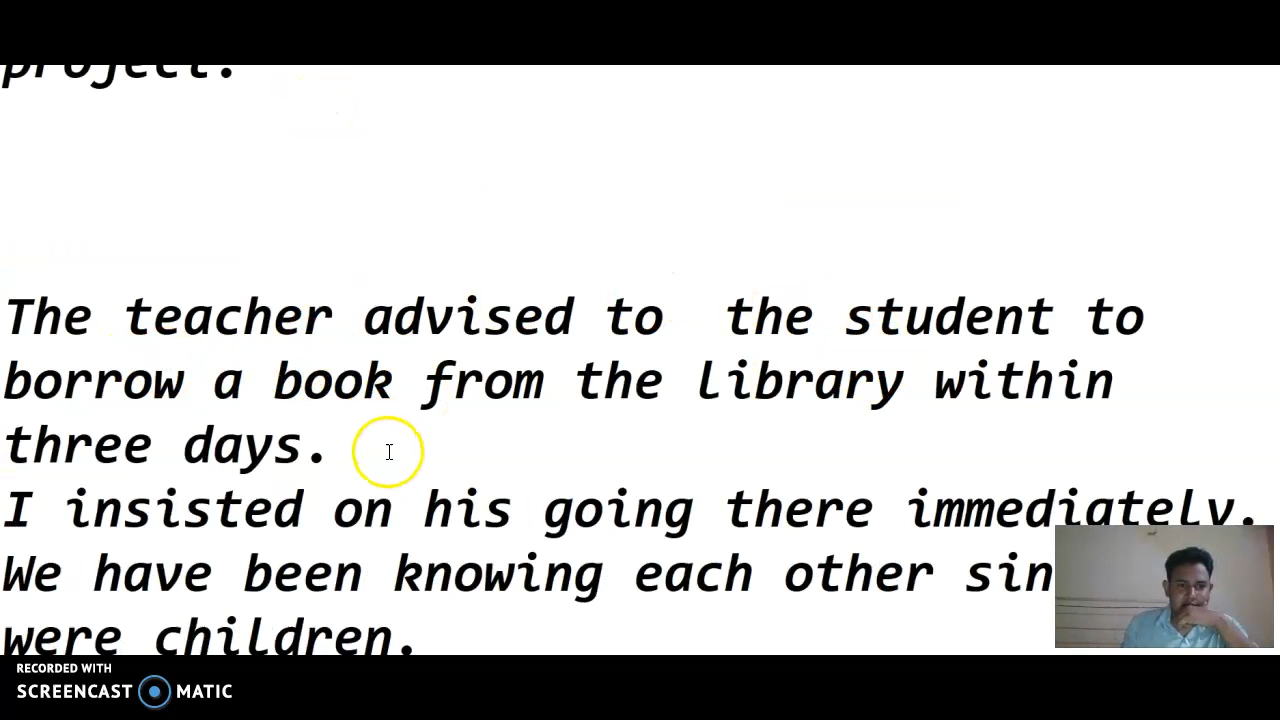 project.
The teacher advised to  the student to
borrow a book from the library within
three days.
I insisted on his going there immediately.
We have been knowing each other
were children.
RECORDED WITH
SCREENCAST MATIC